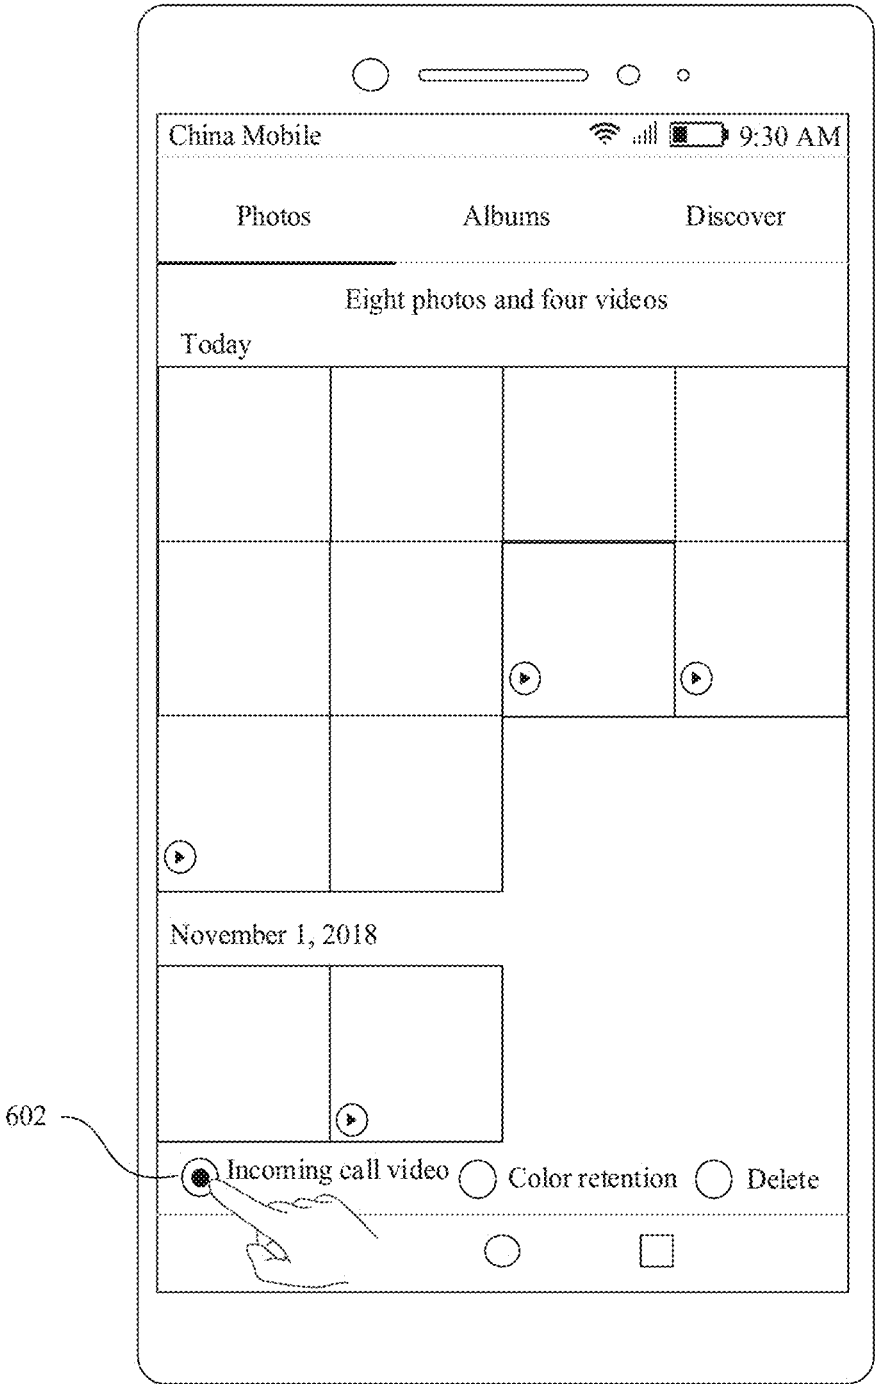 China Mobile 9:30 AM
Photos Albums Discover
Eight photos and four videos
Today
November 1, 2018
602
Incoming call video Color retention Delete